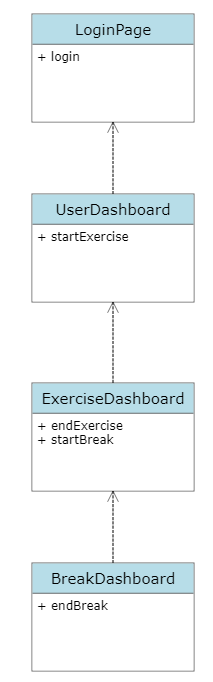 LoginPage
+ login
UserDashboard
+ startExercise
ExerciseDashboard
+ endExercise
+ startBreak
BreakDashboard
+ endBreak